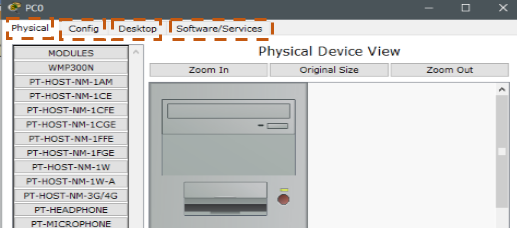 PC0
Physical Config Desktop Software/Services
MODULES
WMP300N
PT-HOST-NM-1AM
PT-HOST-NM-1CE
PT-HOST-NM-1CFE
PT-HOST-NM-1CGE
PT-HOST-NM-1FFE
PT-HOST-NM-1FGE
PT-HOST-NM-1W
PT-HOST-NM-1W-A
PT-HOST-NM-3G/4G
PT-HEADPHONE
PT-MICROPHONE
Physical Device View
Zoom In Original Size Zoom Out